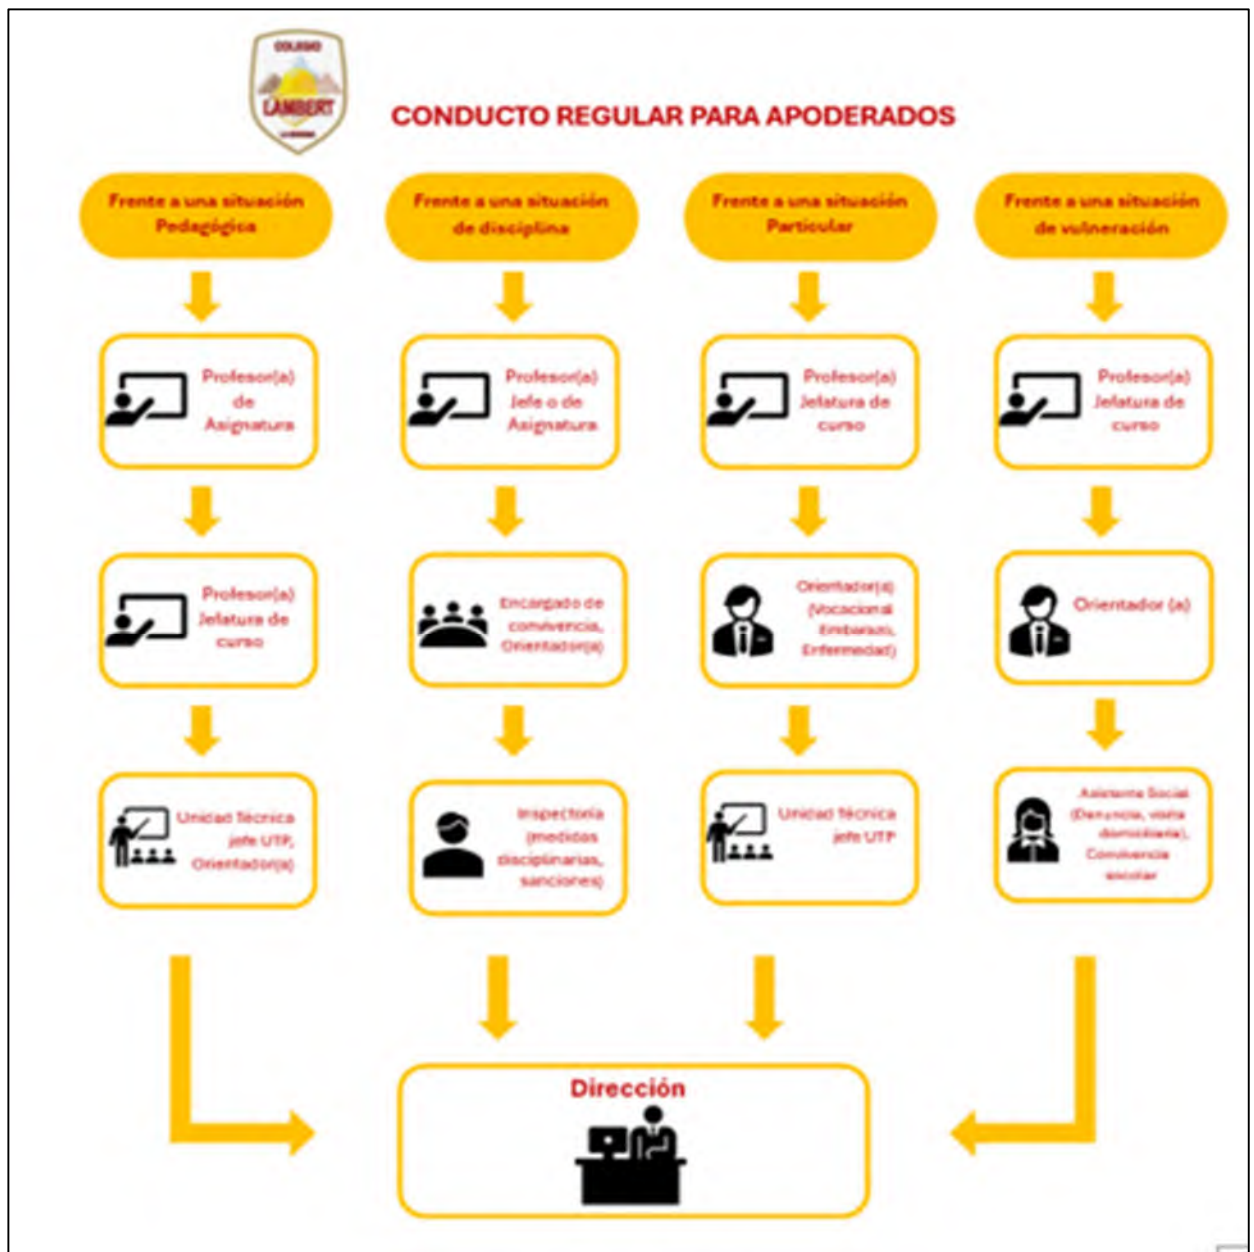 COLEGIO
LAMBERT
CONDUCTO REGULAR PARA APODERADOS
Frente a una situación
Pedagógica
Frente a una situación
de disciplina
Frente a una situación
Particular
Frente a una situación
de vulneración
Profesor(a)
de
Asignatura
Profesor(a)
Jefe o de
Asignatura
Profesor(a)
Jefatura de
curso
Profesor(a)
Jefatura de
curso
Profesor(a)
Jefatura de
curso
Encargado de
convivencia,
Orientador(a)
Orientador(a)
(Vocacional
Embarazo,
Enfermedad)
Orientador (a)
Unidad Técnica
jefe UTP,
Orientador(a)
Inspectoría
(medidas
disciplinarias,
sanciones)
Unidad Técnica
jefe UTP
Asistente Social
(Denuncia, visita
domiciliaria),
Convivencia
escolar
Dirección